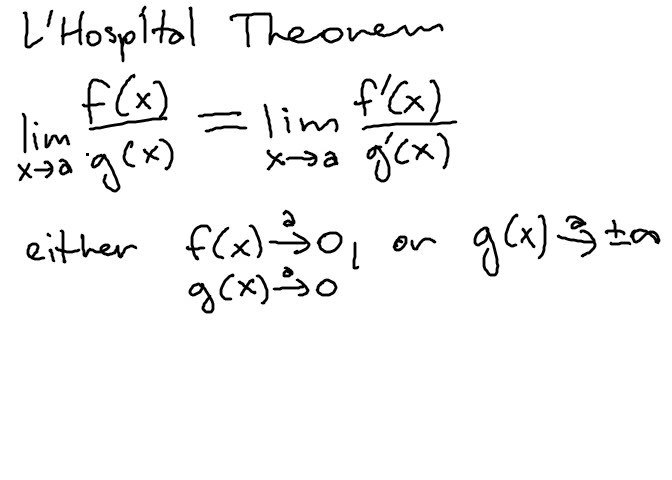 L'Hospital Theorem
lim x→a f(x)/g(x) = lim x→a f'(x)/g'(x)
either f(x) →a 0, or g(x) →a ±∞
g(x) →a 0